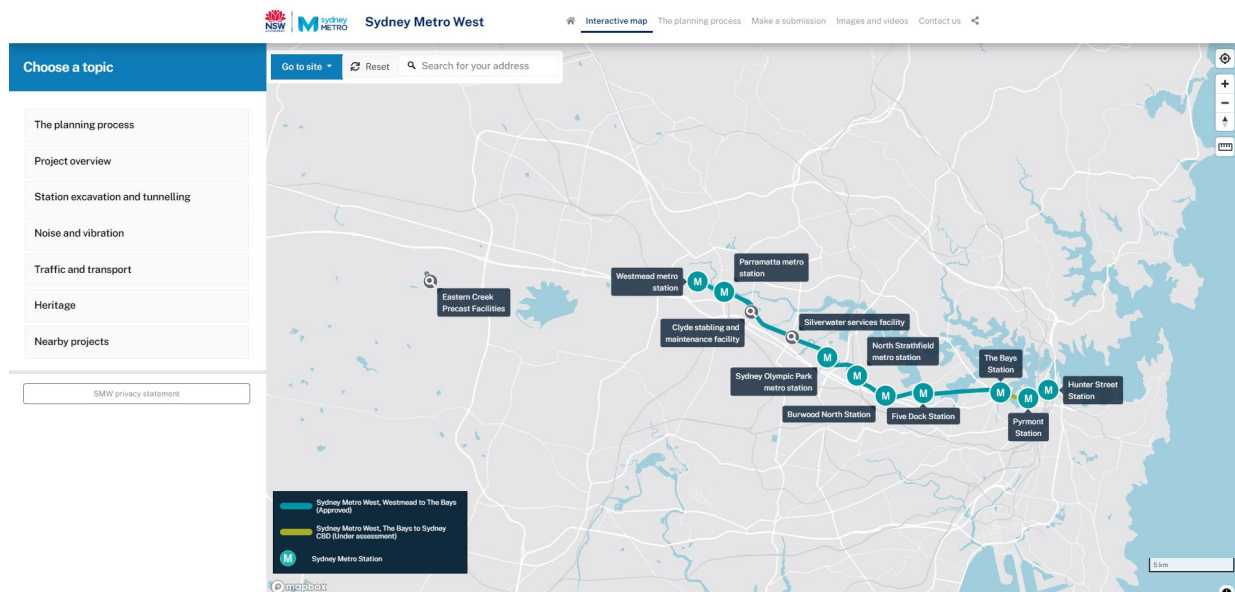 NSW
GOVERNMENT
M sydney
METRO
Sydney Metro West
Interactive map
The planning process
Make a submission
Images and videos
Contact us
Choose a topic
The planning process
Project overview
Station excavation and tunnelling
Noise and vibration
Traffic and transport
Heritage
Nearby projects
SMW privacy statement
Go to site
Reset
Search for your address
Eastern Creek
Precast Facilities
Westmead metro
station
M
Parramatta metro
station
M
Clyde stabling and
maintenance facility
Silverwater services facility
M
Sydney Olympic Park
metro station
North Strathfield
metro station
M
M
Burwood North Station
M
Five Dock Station
The Bays
Station
M
M
Pyrmont
Station
M
Hunter Street
Station
Sydney Metro West, Westmead to The Bays
(Approved)
Sydney Metro West, The Bays to Sydney
CBD (Under assessment)
M
Sydney Metro Station
mapbox
5 km